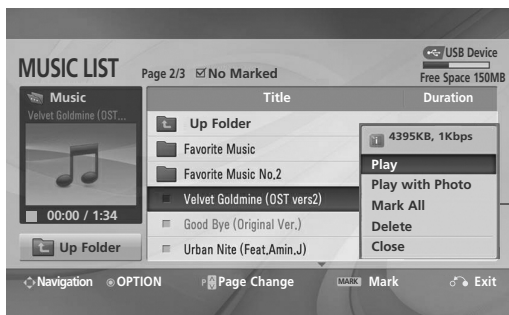 USB Device
MUSIC LIST
Page 2/3 No Marked
Free Space 150MB
Music
Title
Duration
Velvet Goldmine (OST...
Up Folder
Favorite Music
Favorite Music No,2
Velvet Goldmine (OST vers2)
Good Bye (Original Ver.)
Urban Nite (Feat,Amin,J)
4395KB, 1Kbps
Play
Play with Photo
Mark All
Delete
Close
00:00 / 1:34
Up Folder
Navigation
OPTION
P Page Change
MARK Mark
Exit